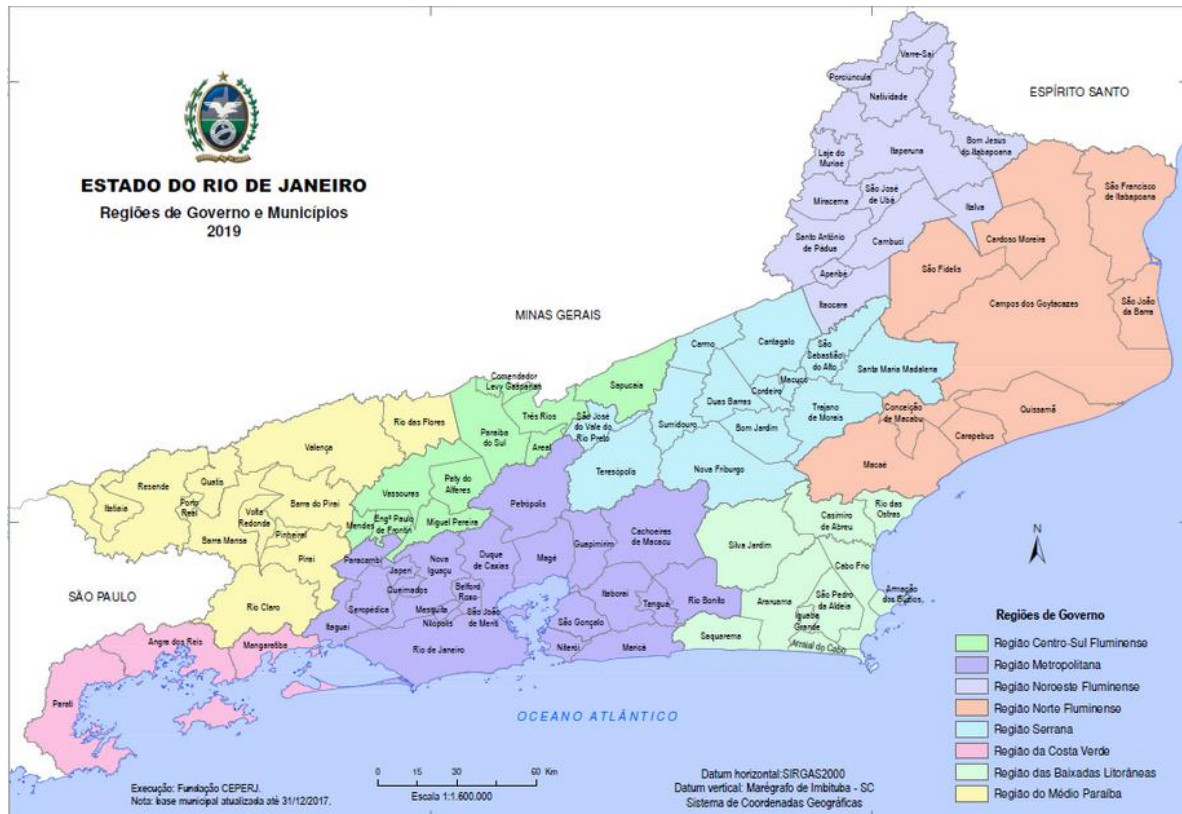 ESTADO DO RIO DE JANEIRO
Regiões de Governo e Municípios
2019
ESPÍRITO SANTO
MINAS GERAIS
SÃO PAULO
OCEANO ATLÂNTICO
Varre-Sai
Porciúncula
Natividade
Bom Jesus
do Itabapoana
Laje do
Muriaé
Itaperuna
São José
de Ubá
Miracema
Italva
Santo Antônio
de Pádua
Cambuci
Aperibé
Itaocara
São Francisco
de Itabapoana
Cardoso Moreira
São Fidelis
Campos dos Goytacazes
São João
da Barra
Quissamã
Conceição
de Macabu
Carapebus
Macaé
Carmo
Cantagalo
São
Sebastião
do Alto
Santa Maria Madalena
Macuco
Cordeiro
Duas Barras
Trajano
de Morais
Sumidouro
Bom Jardim
São José
do Vale do
Rio Preto
Teresópolis
Nova Friburgo
Comendador
Levy Gasparian
Sapucaia
Três Rios
Paraíba
do Sul
Areal
Paty do
Alferes
Vassouras
Mendes
Engº Paulo
de Frontin
Miguel Pereira
Rio das Flores
Valença
Resende
Itatiaia
Quatis
Porto
Real
Volta
Redonda
Barra do Piraí
Barra Mansa
Pinheiral
Piraí
Rio Claro
Angra dos Reis
Mangaratiba
Parati
Petrópolis
Paracambi
Japeri
Nova
Iguaçu
Duque
de Caxias
Magé
Guapimirim
Cachoeiras
de Macacu
Queimados
Seropédica
Belford
Roxo
Mesquita
Nilópolis
São João
de Meriti
Itaguaí
Rio de Janeiro
Itaboraí
Tanguá
Rio Bonito
São Gonçalo
Niterói
Maricá
Silva Jardim
Casimiro
de Abreu
Rio das
Ostras
Cabo Frio
Armação
dos Búzios
São Pedro
da Aldeia
Araruama
Iguaba
Grande
Saquarema
Arraial do Cabo
N
Regiões de Governo
Região Centro-Sul Fluminense
Região Metropolitana
Região Noroeste Fluminense
Região Norte Fluminense
Região Serrana
Região da Costa Verde
Região das Baixadas Litorâneas
Região do Médio Paraíba
Execução: Fundação CEPERJ.
Nota: base municipal atualizada até 31/12/2017.
0 15 30 60 Km
Escala 1:1.600.000
Datum horizontal:SIRGAS2000
Datum vertical: Marégrafo de Imbituba - SC
Sistema de Coordenadas Geográficas